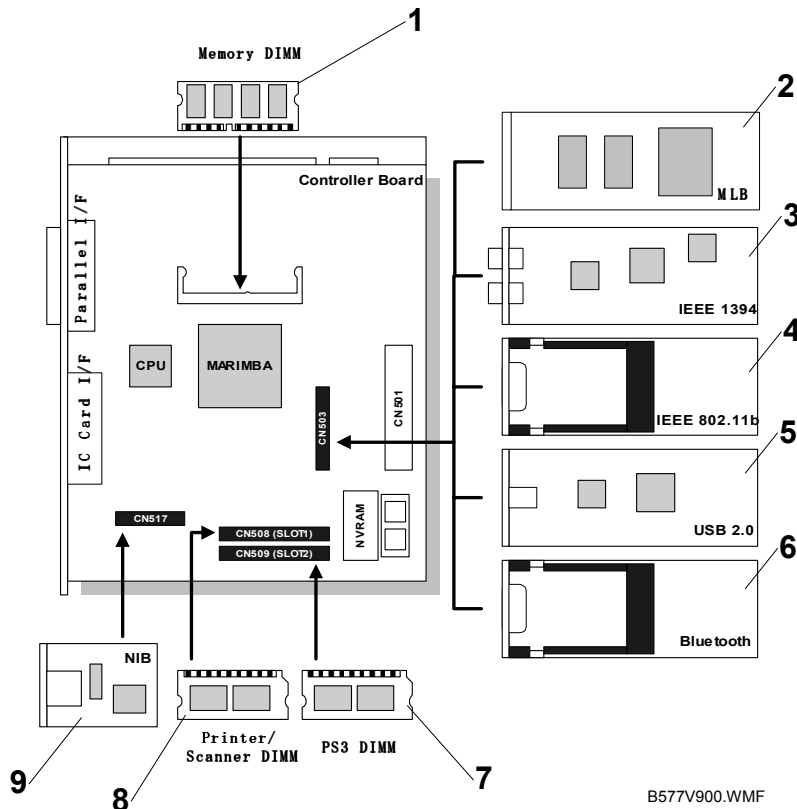 1
Memory DIMM
2
MLB
Controller Board
3
IEEE 1394
Parallel I/F
CPU
MARIMBA
4
IEEE 802.11b
IC Card I/F
CN503
CN501
5
USB 2.0
CN517
CN508 (SLOT1)
CN509 (SLOT2)
NVRAM
6
Bluetooth
NIB
9
Printer/
Scanner DIMM
8
PS3 DIMM
7
B577V900.WMF